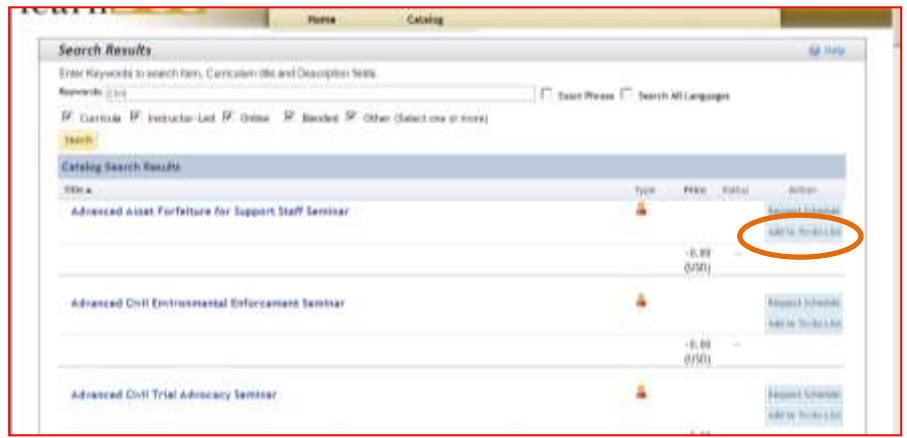 learn
Home Catalog
Search Results Help
Enter Keywords to search Item, Curriculum title and Description fields.
Keywords: Civil Exact Phrase Search All Languages
Curricula Instructor-Led Online Blended Other (Select one or more)
Search
Catalog Search Results
Title Type Price Status Action
Advanced Asset Forfeiture for Support Staff Seminar Request Schedule
Add to To-Do List
-0.00 --
(USD)
Advanced Civil Environmental Enforcement Seminar Request Schedule
Add to To-Do List
-0.00 --
(USD)
Advanced Civil Trial Advocacy Seminar Request Schedule
Add to To-Do List